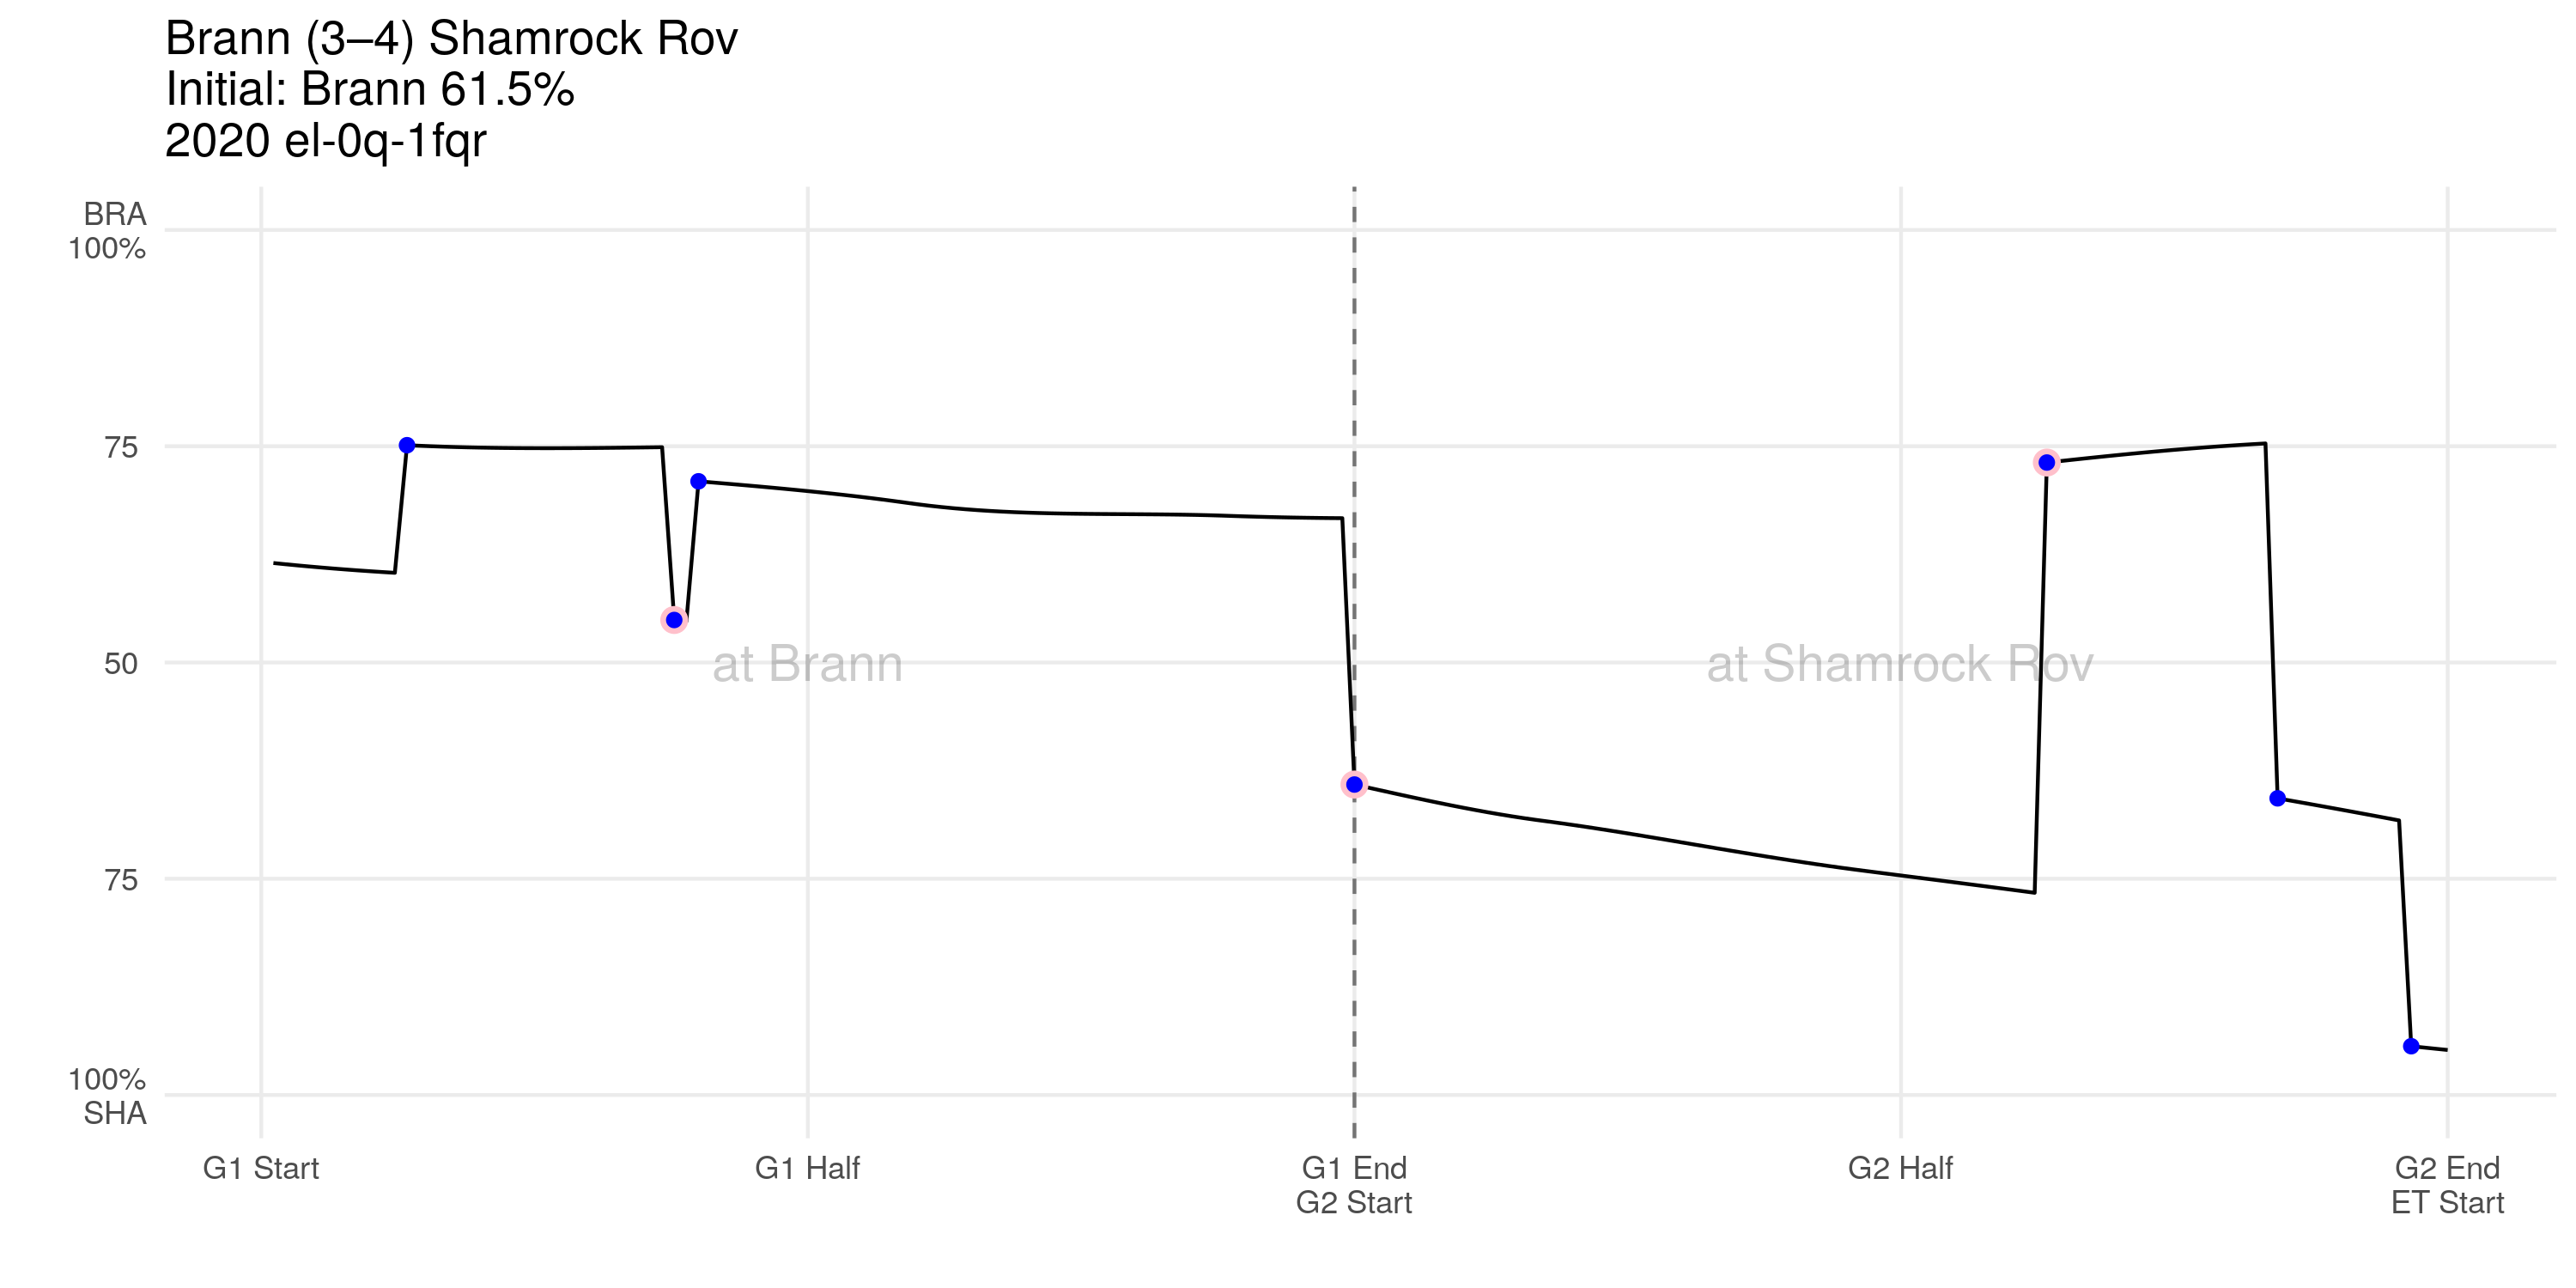 Brann (3–4) Shamrock Rov
Initial: Brann 61.5%
2020 el-0q-1fqr
BRA
100%
75
50
75
100%
SHA
at Brann
at Shamrock Rov
G1 Start
G1 Half
G1 End
G2 Start
G2 Half
G2 End
ET Start